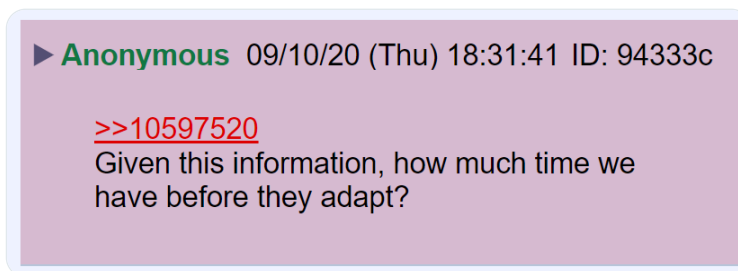 Anonymous 09/10/20 (Thu) 18:31:41 ID: 94333c
>>10597520
Given this information, how much time we
have before they adapt?